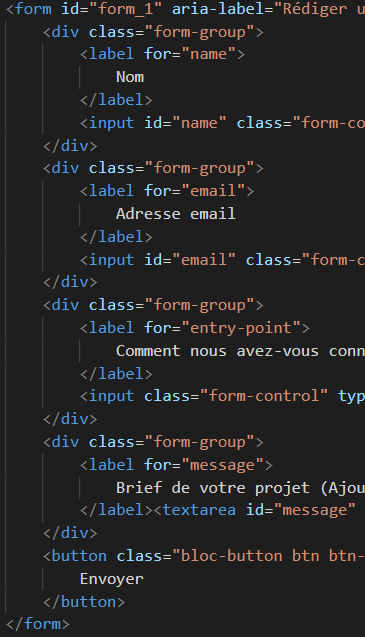 <form id="form_1" aria-label="Rédiger u
<div class="form-group">
<label for="name">
Nom
</label>
<input id="name" class="form-co
</div>
<div class="form-group">
<label for="email">
Adresse email
</label>
<input id="email" class="form-c
</div>
<div class="form-group">
<label for="entry-point">
Comment nous avez-vous conn
</label>
<input class="form-control" typ
</div>
<div class="form-group">
<label for="message">
Brief de votre projet (Ajou
</label><textarea id="message"
</div>
<button class="bloc-button btn btn-
Envoyer
</button>
</form>